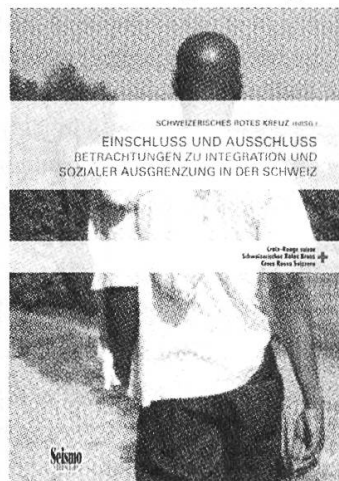 SCHWEIZERISCHES ROTES KREUZ (HRSG.)
EINSCHLUSS UND AUSSCHLUSS
BETRACHTUNGEN ZU INTEGRATION UND
SOZIALER AUSGRENZUNG IN DER SCHWEIZ
Croix-Rouge suisse
Schweizerisches Rotes Kreuz
Croce Rossa Svizzera
Seismo